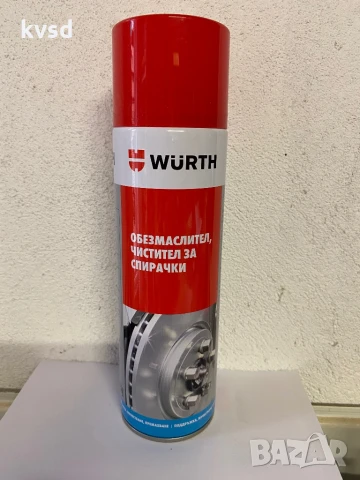 kvsd
WÜRTH
ОБЕЗМАСЛИТЕЛ,
ЧИСТИТЕЛ ЗА
СПИРАЧКИ
BAZAR